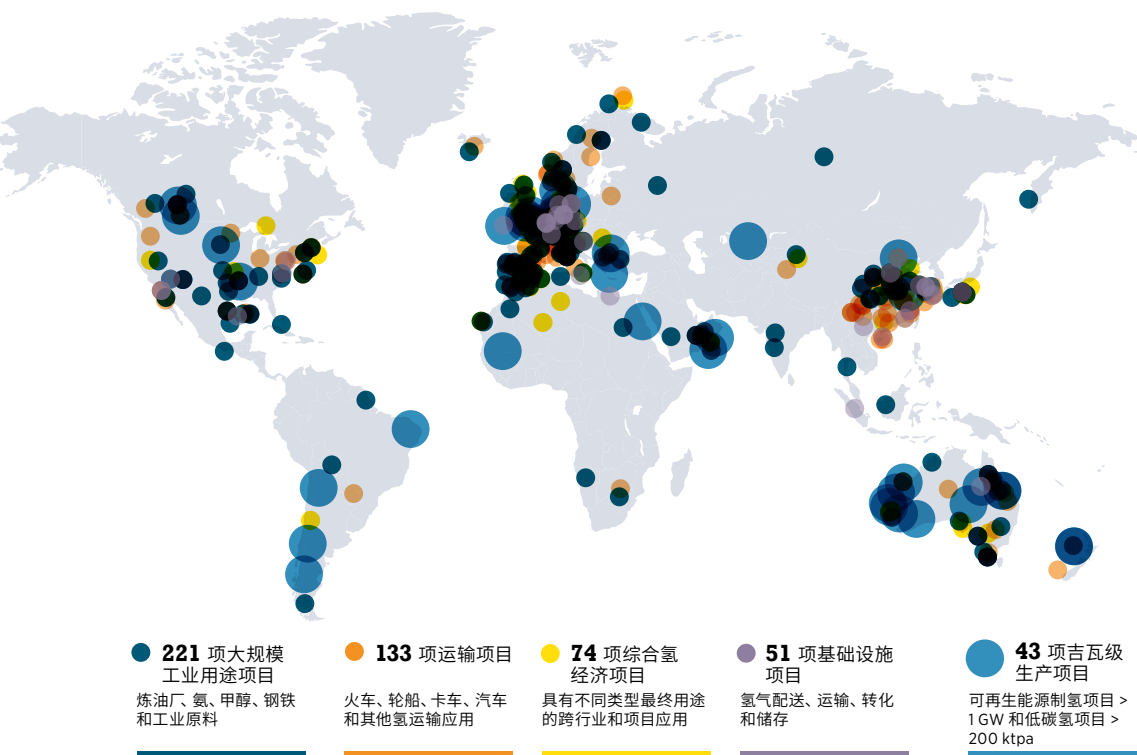 221 项大规模
工业用途项目
炼油厂、氨、甲醇、钢铁
和工业原料
133 项运输项目
火车、轮船、卡车、汽车
和其他氢运输应用
74 项综合氢
经济项目
具有不同类型最终用途
的跨行业和项目应用
51 项基础设施
项目
氢气配送、运输、转化
和储存
43 项吉瓦级
生产项目
可再生能源制氢项目 >
1 GW 和低碳氢项目 >
200 ktpa